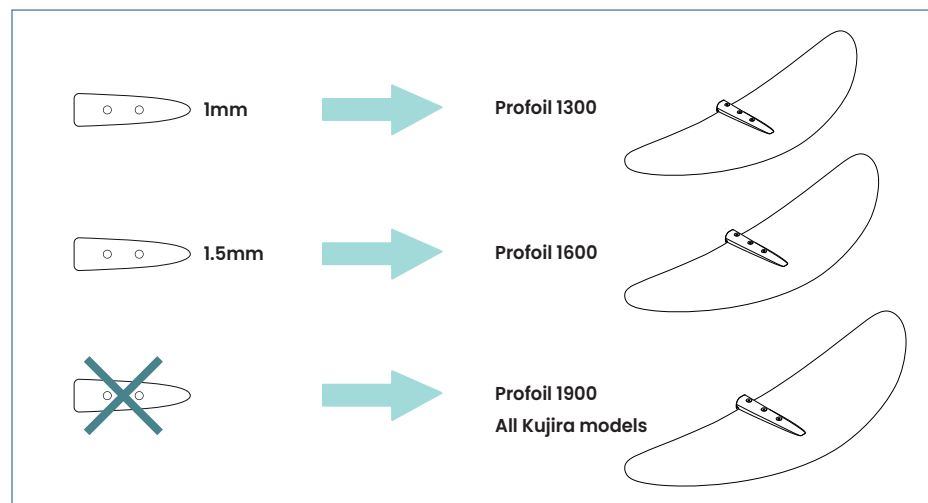 1mm
Profoil 1300
1.5mm
Profoil 1600
Profoil 1900
All Kujira models